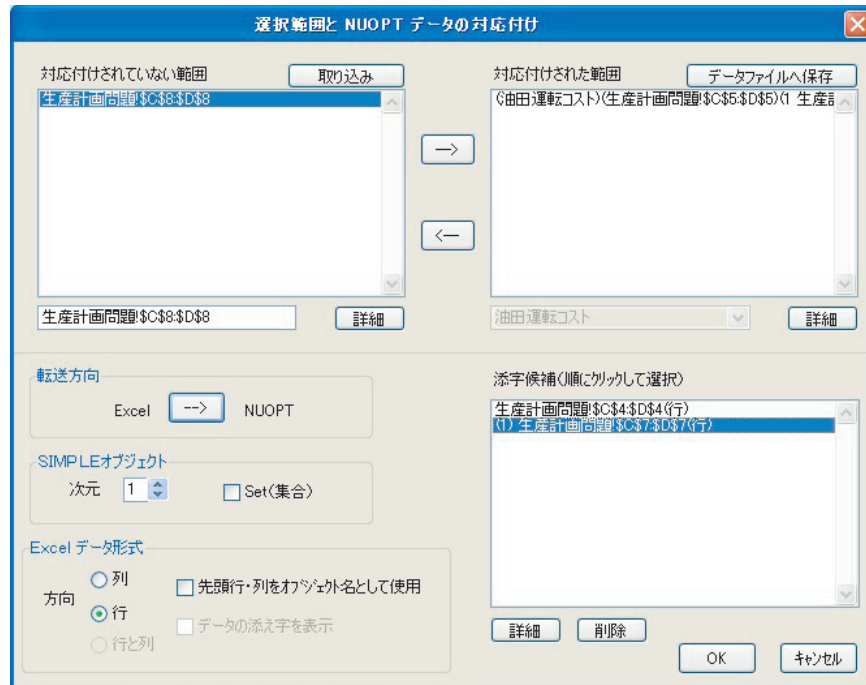 選択範囲と NUOPT データの対応付け
対応付けされていない範囲
取り込み
生産計画問題!$C$8:$D$8
生産計画問題!$C$8:$D$8
詳細
-->
<--
対応付けされた範囲
データファイルへ保存
(油田運転コスト)(生産計画問題!$C$5:$D$5)(1 生産
油田運転コスト
詳細
転送方向
Excel
-->
NUOPT
SIMPLEオブジェクト
次元 1
Set(集合)
Excel データ形式
方向
列
行
行と列
先頭行・列をオブジェクト名として使用
データの添え字を表示
添字候補(順にクリックして選択)
生産計画問題!$C$4:$D$4(行)
(1) 生産計画問題!$C$7:$D$7(行)
詳細
削除
OK
キャンセル